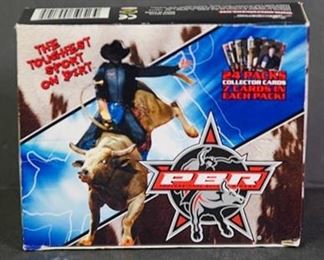 THE
TOUGHEST
SPORT
ON DIRT
24 PACKS
COLLECTOR CARDS
7 CARDS IN
EACH PACK!
PBR
®